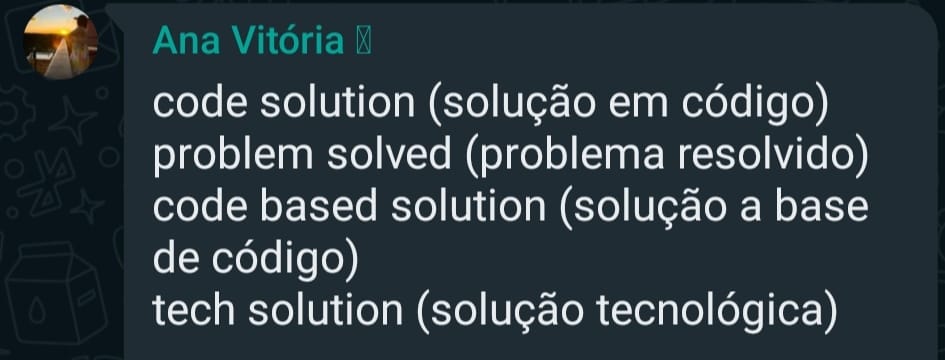 Ana Vitória
code solution (solução em código)
problem solved (problema resolvido)
code based solution (solução a base
de código)
tech solution (solução tecnológica)